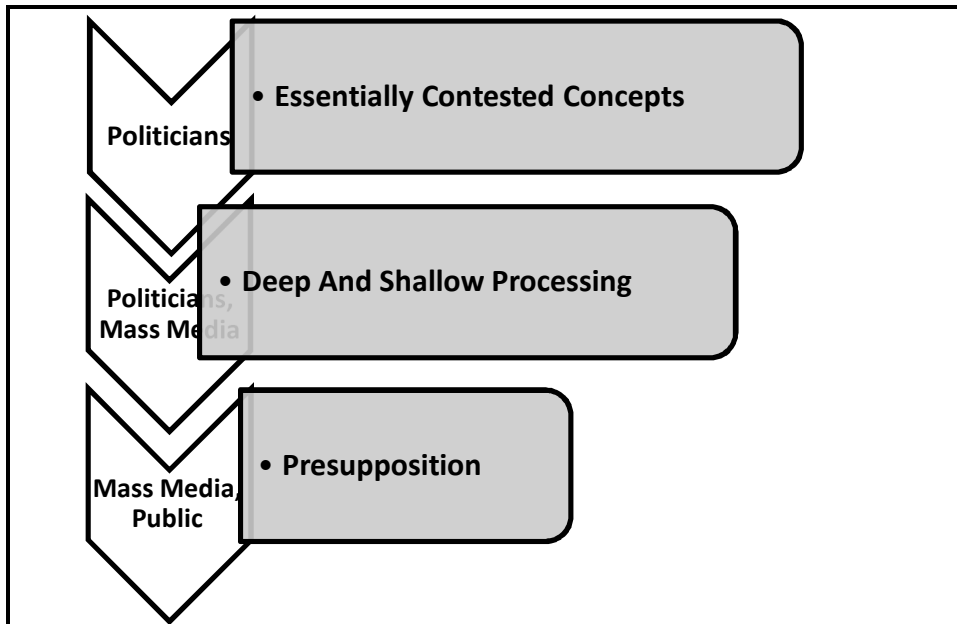 Politicians
• Essentially Contested Concepts
Politicians,
Mass Media
• Deep And Shallow Processing
Mass Media,
Public
• Presupposition